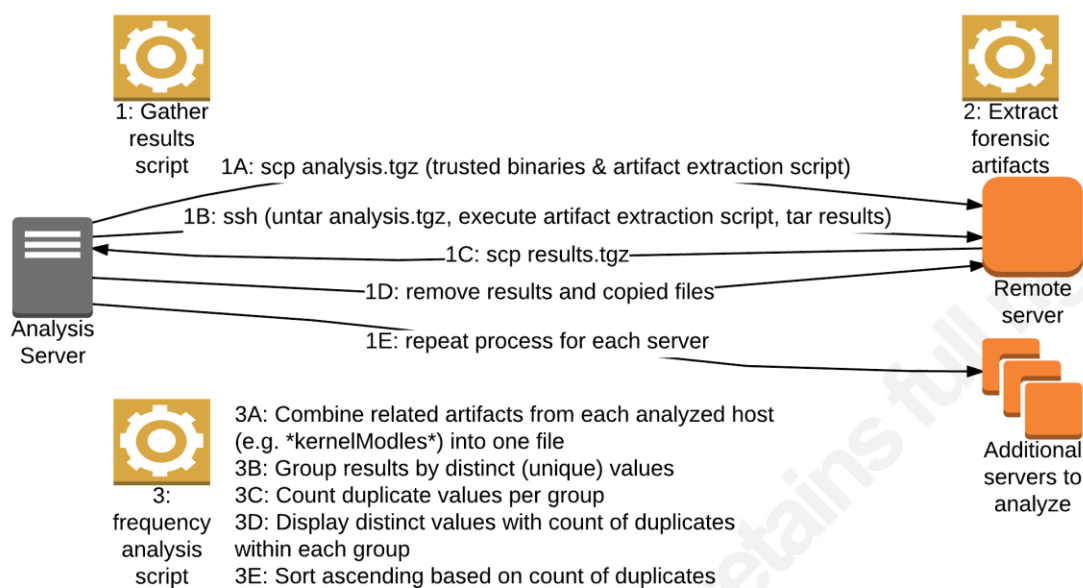 1: Gather
results
script
2: Extract
forensic
artifacts
1A: scp analysis.tgz (trusted binaries & artifact extraction script)
1B: ssh (untar analysis.tgz, execute artifact extraction script, tar results)
1C: scp results.tgz
1D: remove results and copied files
1E: repeat process for each server
Analysis
Server
Remote
server
Additional
servers to
analyze
3:
frequency
analysis
script
3A: Combine related artifacts from each analyzed host
(e.g. *kernelModles*) into one file
3B: Group results by distinct (unique) values
3C: Count duplicate values per group
3D: Display distinct values with count of duplicates
within each group
3E: Sort ascending based on count of duplicates
etains full